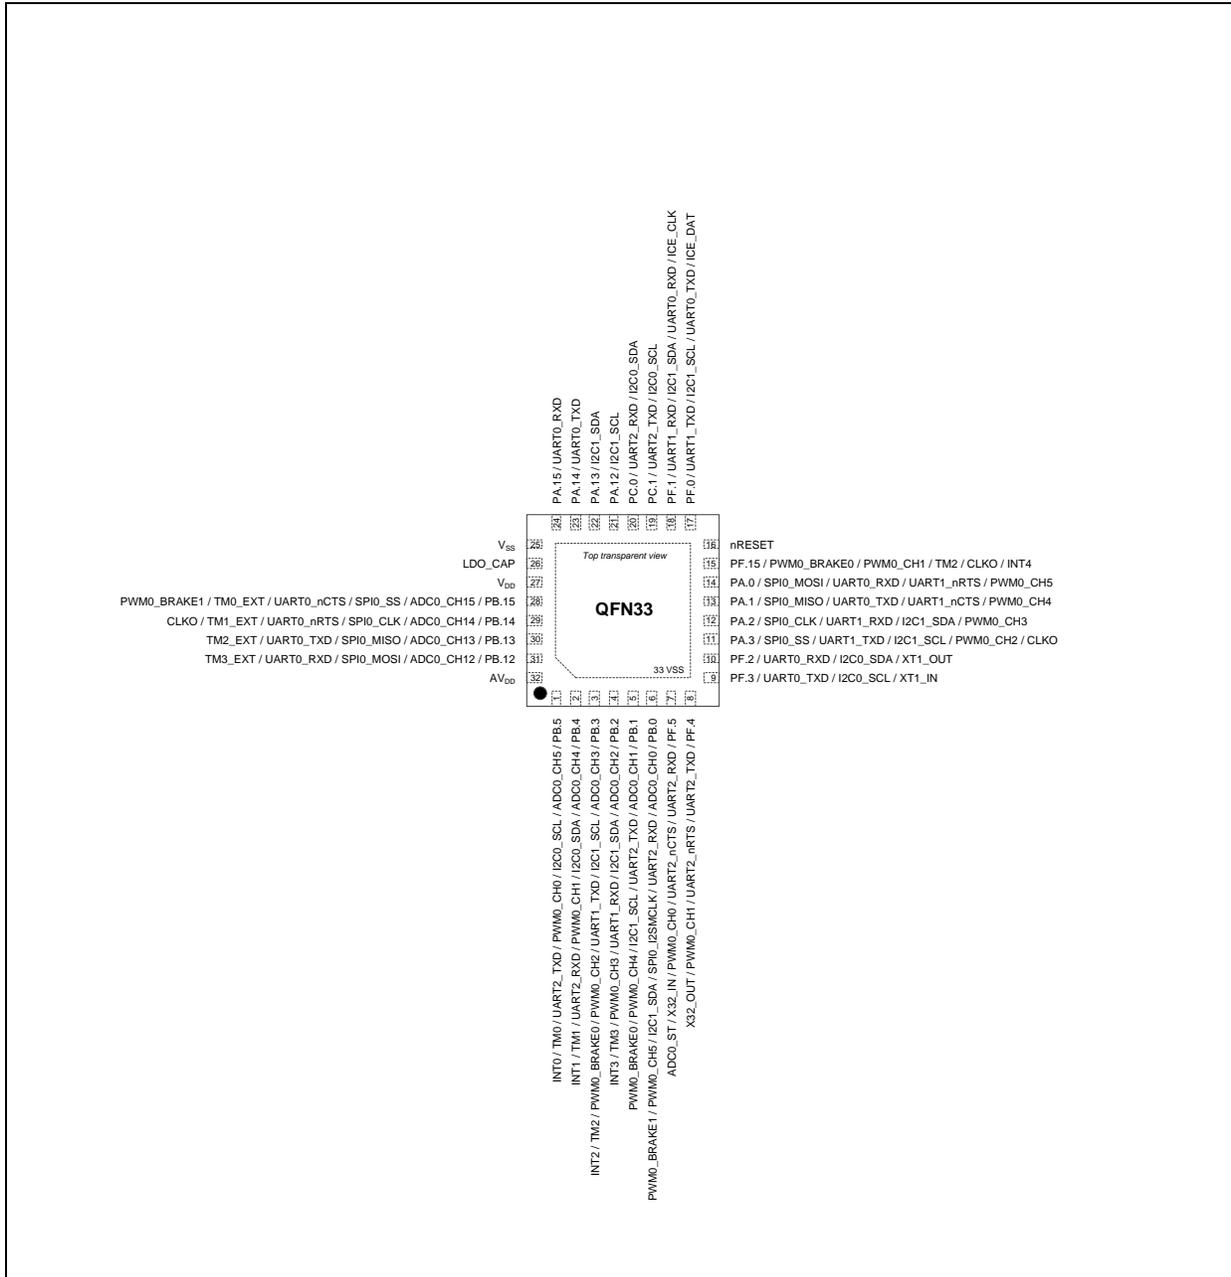 PA.15 / UART0_RXD
PA.14 / UART0_TXD
PA.13 / I2C1_SDA
PA.12 / I2C1_SCL
PC.0 / UART2_RXD / I2C0_SDA
PC.1 / UART2_TXD / I2C0_SCL
PF.1 / UART1_RXD / I2C1_SDA / UART0_RXD / ICE_CLK
PF.0 / UART1_TXD / I2C1_SCL / UART0_TXD / ICE_DAT
24 23 22 21 20 19 18 17
VSS 25
LDO_CAP 26
VDD 27
PWM0_BRAKE1 / TM0_EXT / UART0_nCTS / SPI0_SS / ADC0_CH15 / PB.15 28
CLKO / TM1_EXT / UART0_nRTS / SPI0_CLK / ADC0_CH14 / PB.14 29
TM2_EXT / UART0_TXD / SPI0_MISO / ADC0_CH13 / PB.13 30
TM3_EXT / UART0_RXD / SPI0_MOSI / ADC0_CH12 / PB.12 31
AVDD 32
Top transparent view
QFN33
33 VSS
16 nRESET
15 PF.15 / PWM0_BRAKE0 / PWM0_CH1 / TM2 / CLKO / INT4
14 PA.0 / SPI0_MOSI / UART0_RXD / UART1_nRTS / PWM0_CH5
13 PA.1 / SPI0_MISO / UART0_TXD / UART1_nCTS / PWM0_CH4
12 PA.2 / SPI0_CLK / UART1_RXD / I2C1_SDA / PWM0_CH3
11 PA.3 / SPI0_SS / UART1_TXD / I2C1_SCL / PWM0_CH2 / CLKO
10 PF.2 / UART0_RXD / I2C0_SDA / XT1_OUT
9 PF.3 / UART0_TXD / I2C0_SCL / XT1_IN
1 2 3 4 5 6 7 8
INT0 / TM0 / UART2_TXD / PWM0_CH0 / I2C0_SCL / ADC0_CH5 / PB.5
INT1 / TM1 / UART2_RXD / PWM0_CH1 / I2C0_SDA / ADC0_CH4 / PB.4
INT2 / TM2 / PWM0_BRAKE0 / PWM0_CH2 / UART1_TXD / I2C1_SCL / ADC0_CH3 / PB.3
INT3 / TM3 / PWM0_CH3 / UART1_RXD / I2C1_SDA / ADC0_CH2 / PB.2
PWM0_BRAKE0 / PWM0_CH4 / I2C1_SCL / UART2_TXD / ADC0_CH1 / PB.1
PWM0_BRAKE1 / PWM0_CH5 / I2C1_SDA / SPI0_I2SMCLK / UART2_RXD / ADC0_CH0 / PB.0
ADC0_ST / X32_IN / PWM0_CH0 / UART2_nCTS / UART2_RXD / PF.5
X32_OUT / PWM0_CH1 / UART2_nRTS / UART2_TXD / PF.4